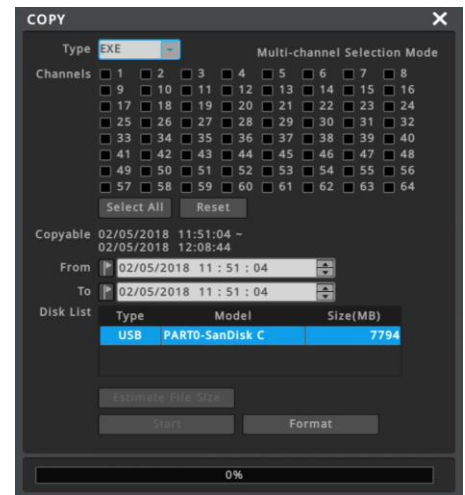 COPY
Type EXE Multi-channel Selection Mode
Channels 1 2 3 4 5 6 7 8
9 10 11 12 13 14 15 16
17 18 19 20 21 22 23 24
25 26 27 28 29 30 31 32
33 34 35 36 37 38 39 40
41 42 43 44 45 46 47 48
49 50 51 52 53 54 55 56
57 58 59 60 61 62 63 64
Select All Reset
Copyable 02/05/2018 11:51:04 ~
02/05/2018 12:08:44
From 02/05/2018 11 : 51 : 04
To 02/05/2018 11 : 51 : 04
Disk List Type Model Size(MB)
USB PART0-SanDisk C 7794
Estimate File Size
Start Format
0%